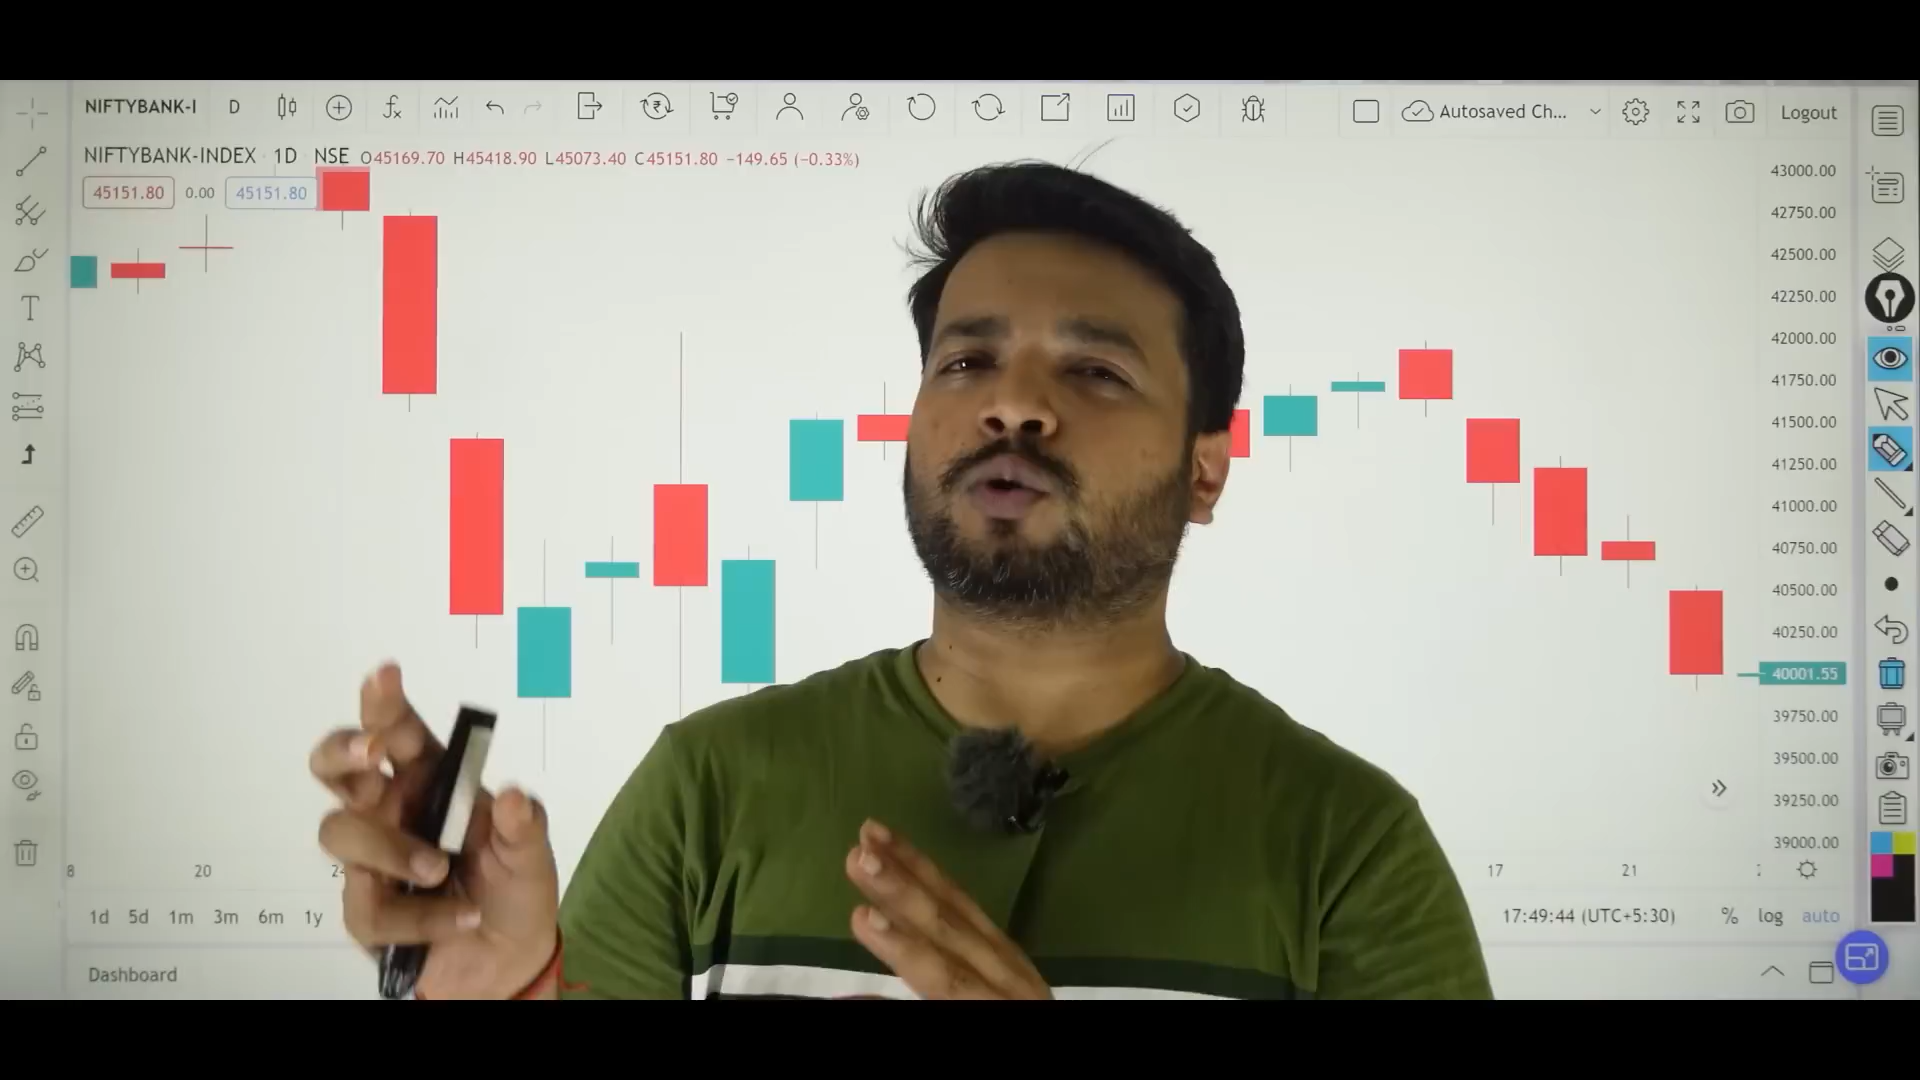 NIFTYBANK-I D Autosaved Ch... Logout
NIFTYBANK-INDEX 1D NSE O45169.70 H45418.90 L45073.40 C45151.80 −149.65 (−0.33%)
45151.80 0.00 45151.80
43000.00
42750.00
42500.00
42250.00
42000.00
41750.00
41500.00
41250.00
41000.00
40750.00
40500.00
40250.00
40001.55
39750.00
39500.00
39250.00
39000.00
8 20 17 21
1d 5d 1m 3m 6m 1y 17:49:44 (UTC+5:30) % log auto
Dashboard